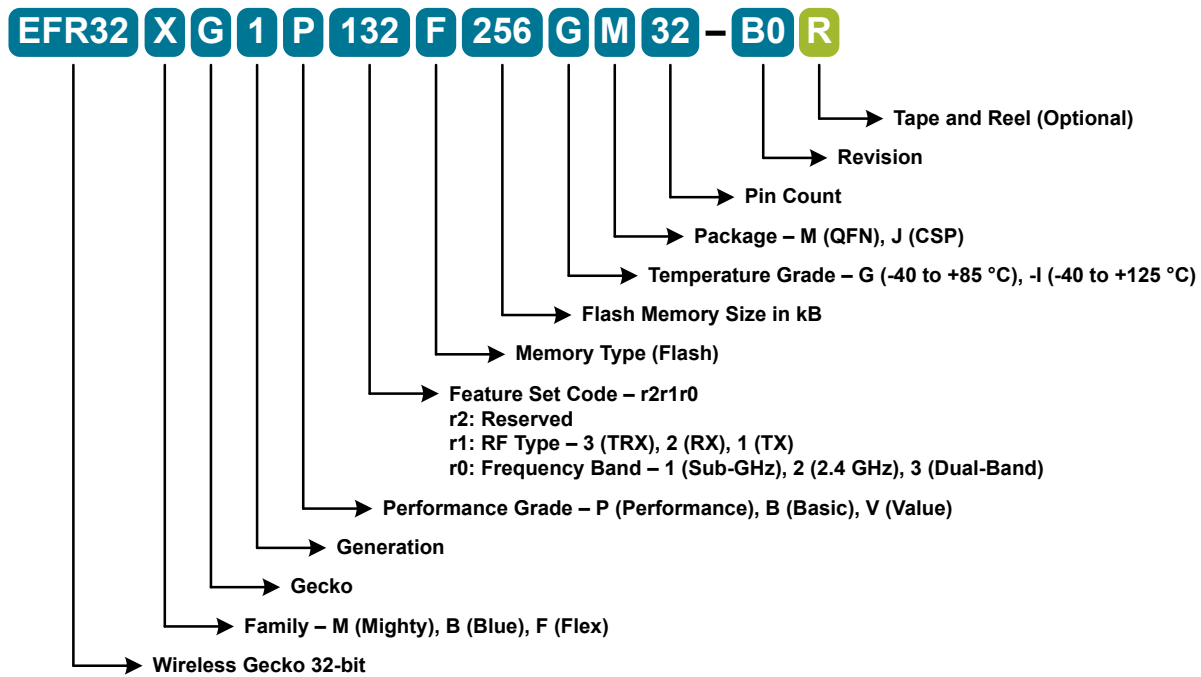 EFR32 X G 1 P 132 F 256 G M 32 – B0 R
Tape and Reel (Optional)
Revision
Pin Count
Package – M (QFN), J (CSP)
Temperature Grade – G (-40 to +85 °C), -I (-40 to +125 °C)
Flash Memory Size in kB
Memory Type (Flash)
Feature Set Code – r2r1r0
r2: Reserved
r1: RF Type – 3 (TRX), 2 (RX), 1 (TX)
r0: Frequency Band – 1 (Sub-GHz), 2 (2.4 GHz), 3 (Dual-Band)
Performance Grade – P (Performance), B (Basic), V (Value)
Generation
Gecko
Family – M (Mighty), B (Blue), F (Flex)
Wireless Gecko 32-bit